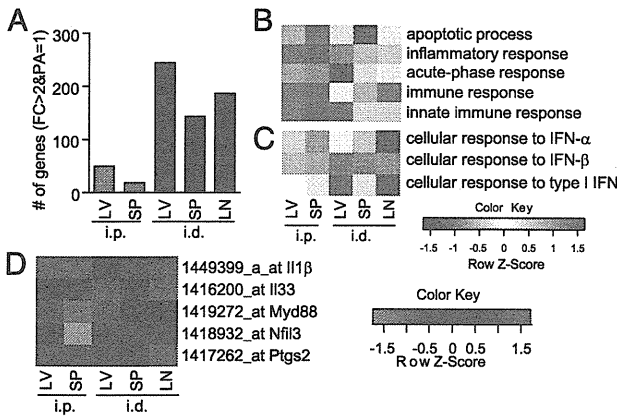 A
# of genes (FC>2&PA=1)
300
200
100
0
LV
SP
LV
SP
LN
i.p.
i.d.
B
apoptotic process
inflammatory response
acute-phase response
immune response
innate immune response
C
cellular response to IFN-α
cellular response to IFN-β
cellular response to type I IFN
LV
SP
LV
SP
LN
i.p.
i.d.
Color Key
-1.5 -1 -0.5 0 0.5 1 1.5
Row Z-Score
D
1449399_a_at Il1β
1416200_at Il33
1419272_at Myd88
1418932_at Nfil3
1417262_at Ptgs2
LV
SP
LV
SP
LN
i.p.
i.d.
Color Key
-1.5 -0.5 0 0.5 1.5
Row Z-Score